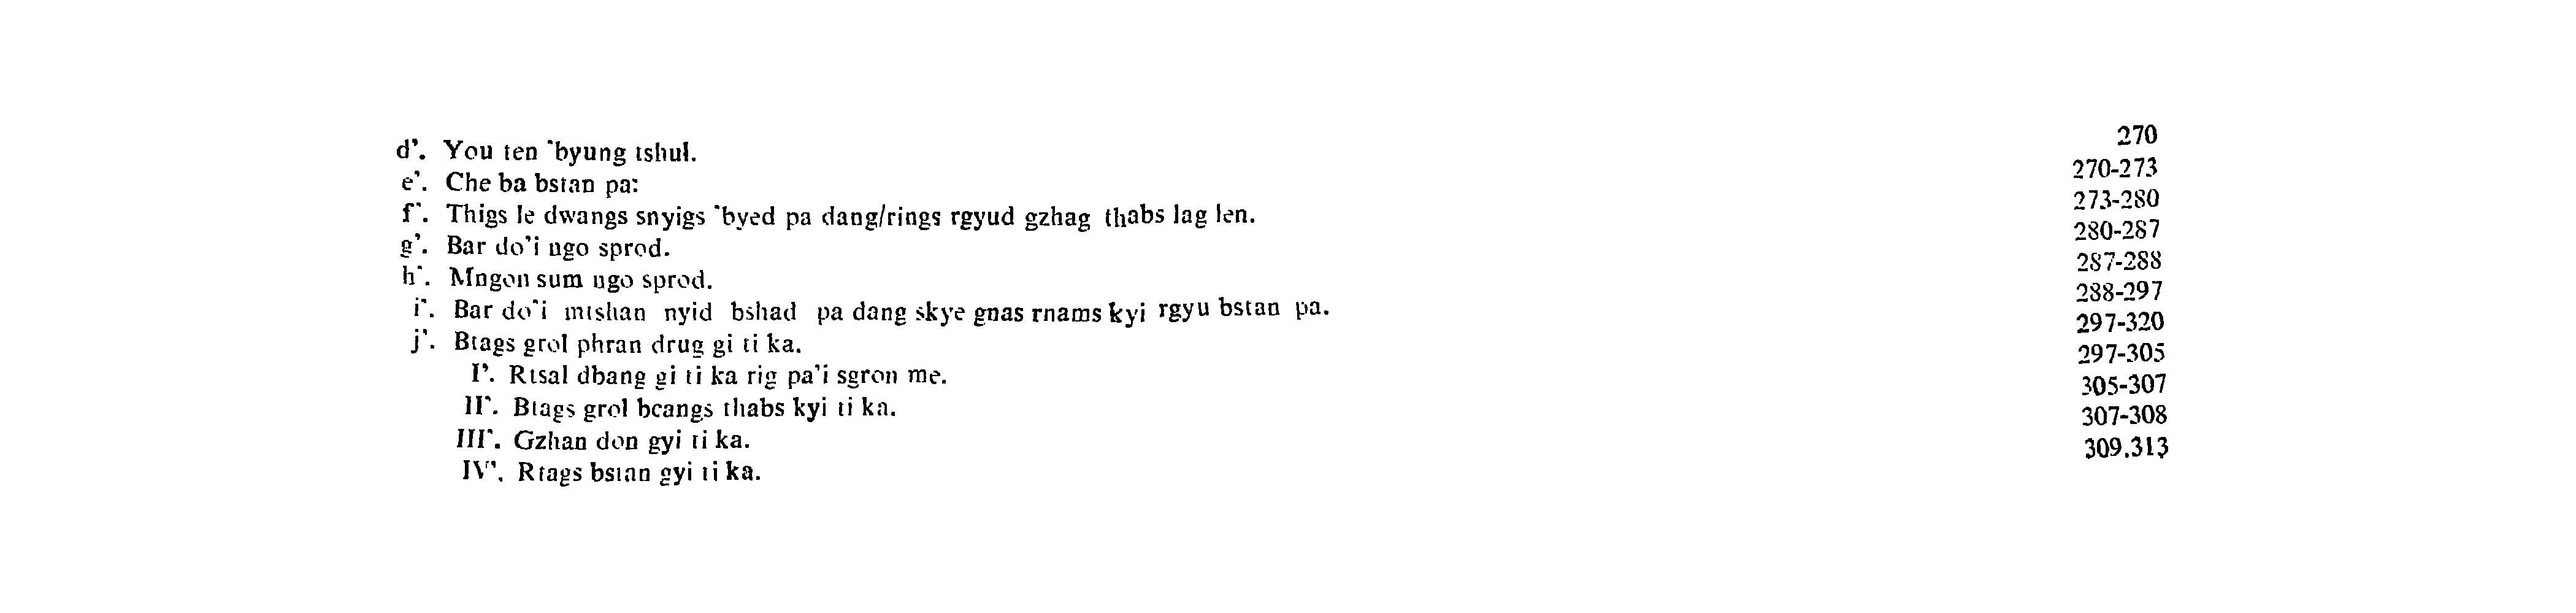 d'. You ten 'byung tshul. 270
e'. Che ba bstan pa: 270-273
f'. Thigs le dwangs snyigs 'byed pa dang/rings rgyud gzhag thabs lag len. 273-280
g'. Bar do'i ngo sprod. 280-287
h'. Mngon sum ngo sprod. 287-288
i'. Bar do'i mtshan nyid bshad pa dang skye gnas rnams kyi rgyu bstan pa. 288-297
j'. Btags grol phran drug gi ti ka. 297-320
I'. Rtsal dbang gi ti ka rig pa'i sgron me. 297-305
II'. Btags grol bcangs thabs kyi ti ka. 305-307
III'. Gzhan don gyi ti ka. 307-308
IV'. Rtags bstan gyi ti ka. 309.313